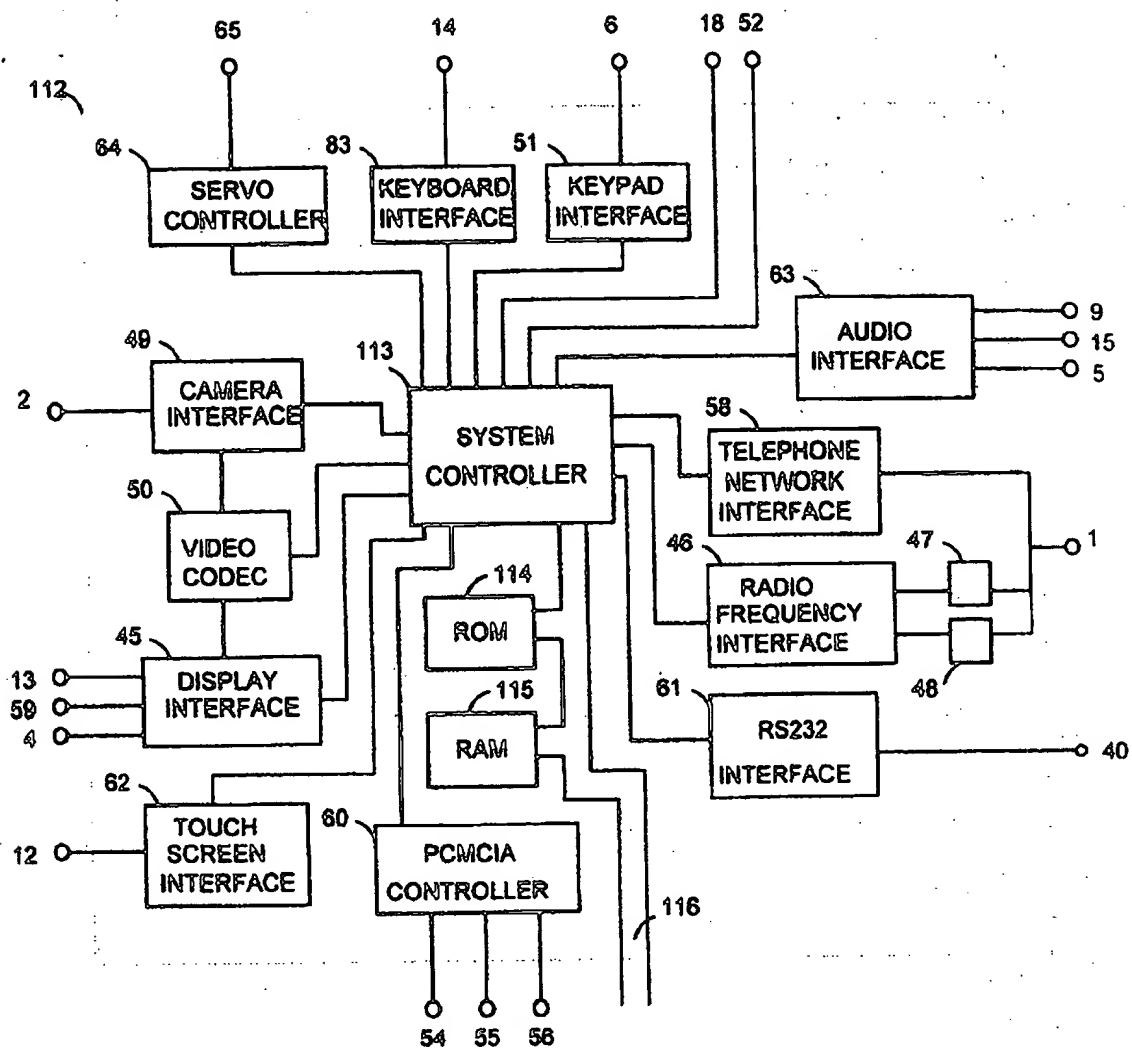 65
14
6
18
52
112
64
SERVO
CONTROLLER
83
KEYBOARD
INTERFACE
51
KEYPAD
INTERFACE
63
AUDIO
INTERFACE
9
15
5
49
CAMERA
INTERFACE
2
113
SYSTEM
CONTROLLER
58
TELEPHONE
NETWORK
INTERFACE
50
VIDEO
CODEC
1
46
RADIO
FREQUENCY
INTERFACE
47
48
114
ROM
45
DISPLAY
INTERFACE
13
59
4
115
RAM
61
RS232
INTERFACE
40
62
TOUCH
SCREEN
INTERFACE
12
60
PCMCIA
CONTROLLER
116
54
55
56